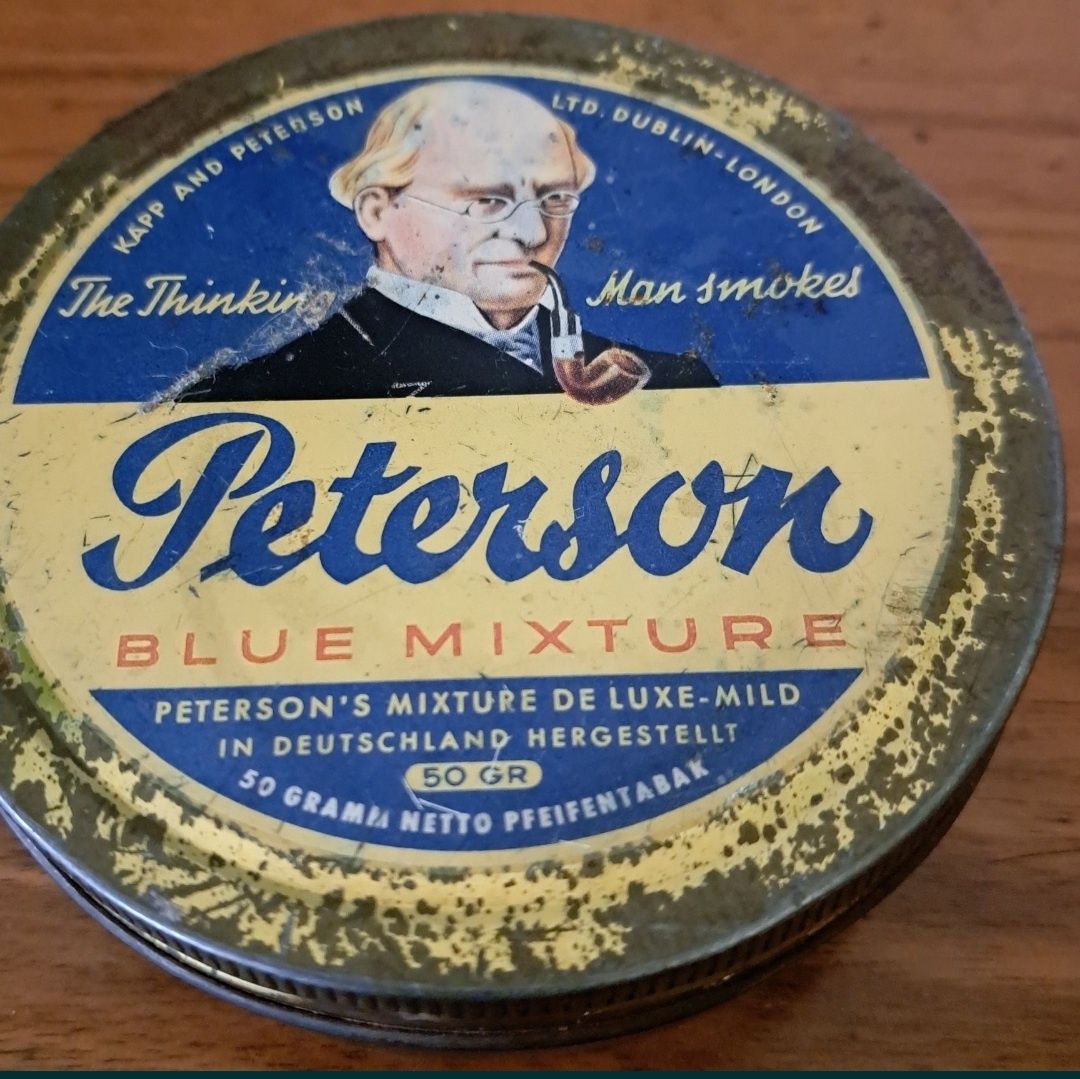 KAPP AND PETERSON LTD. DUBLIN-LONDON
The Thinking Man smokes
Peterson
BLUE MIXTURE
PETERSON'S MIXTURE DE LUXE-MILD
IN DEUTSCHLAND HERGESTELLT
50 GR
50 GRAMM NETTO PFEIFENTABAK